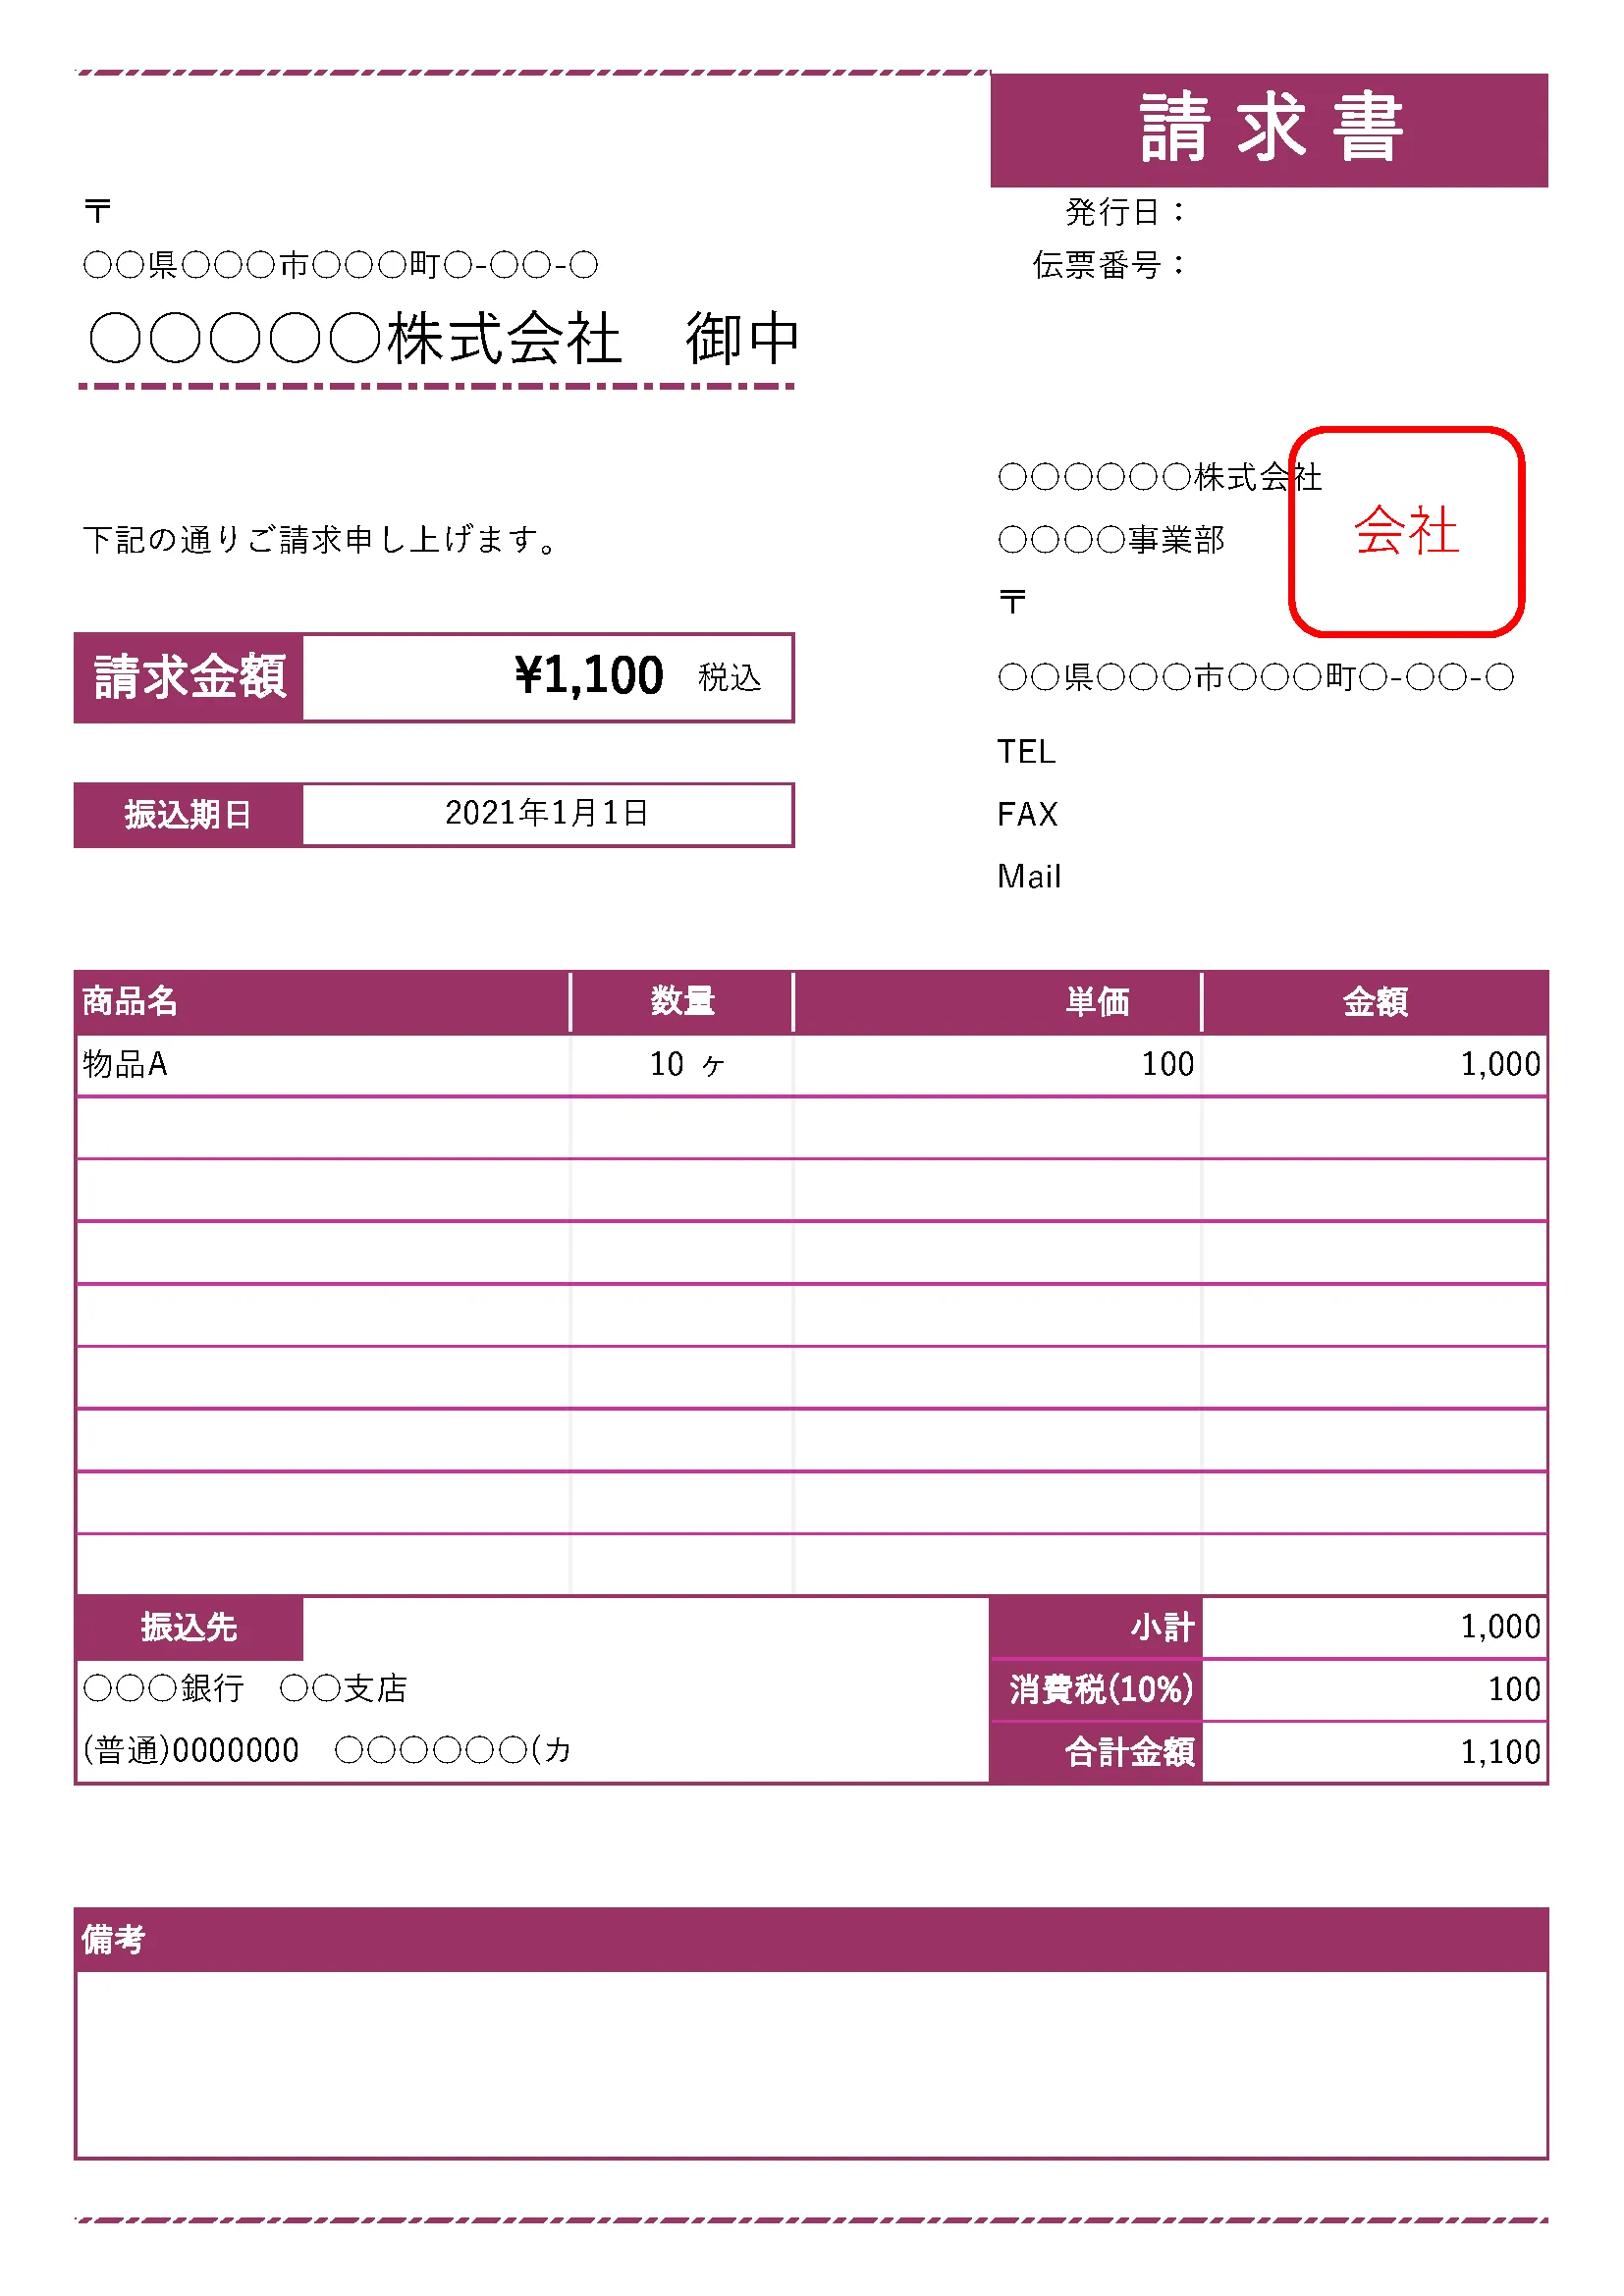 請求書
〒
発行日：
○○県○○○市○○○町○-○○-○
伝票番号：
○○○○○株式会社　御中
○○○○○○株式会社
会社
下記の通りご請求申し上げます。
○○○○事業部
〒
請求金額 ¥1,100 税込
○○県○○○市○○○町○-○○-○
TEL
振込期日 2021年1月1日
FAX
Mail
商品名 数量 単価 金額
物品A 10 ヶ 100 1,000
振込先 小計 1,000
○○○銀行　○○支店 消費税(10%) 100
(普通)0000000　○○○○○○(カ 合計金額 1,100
備考